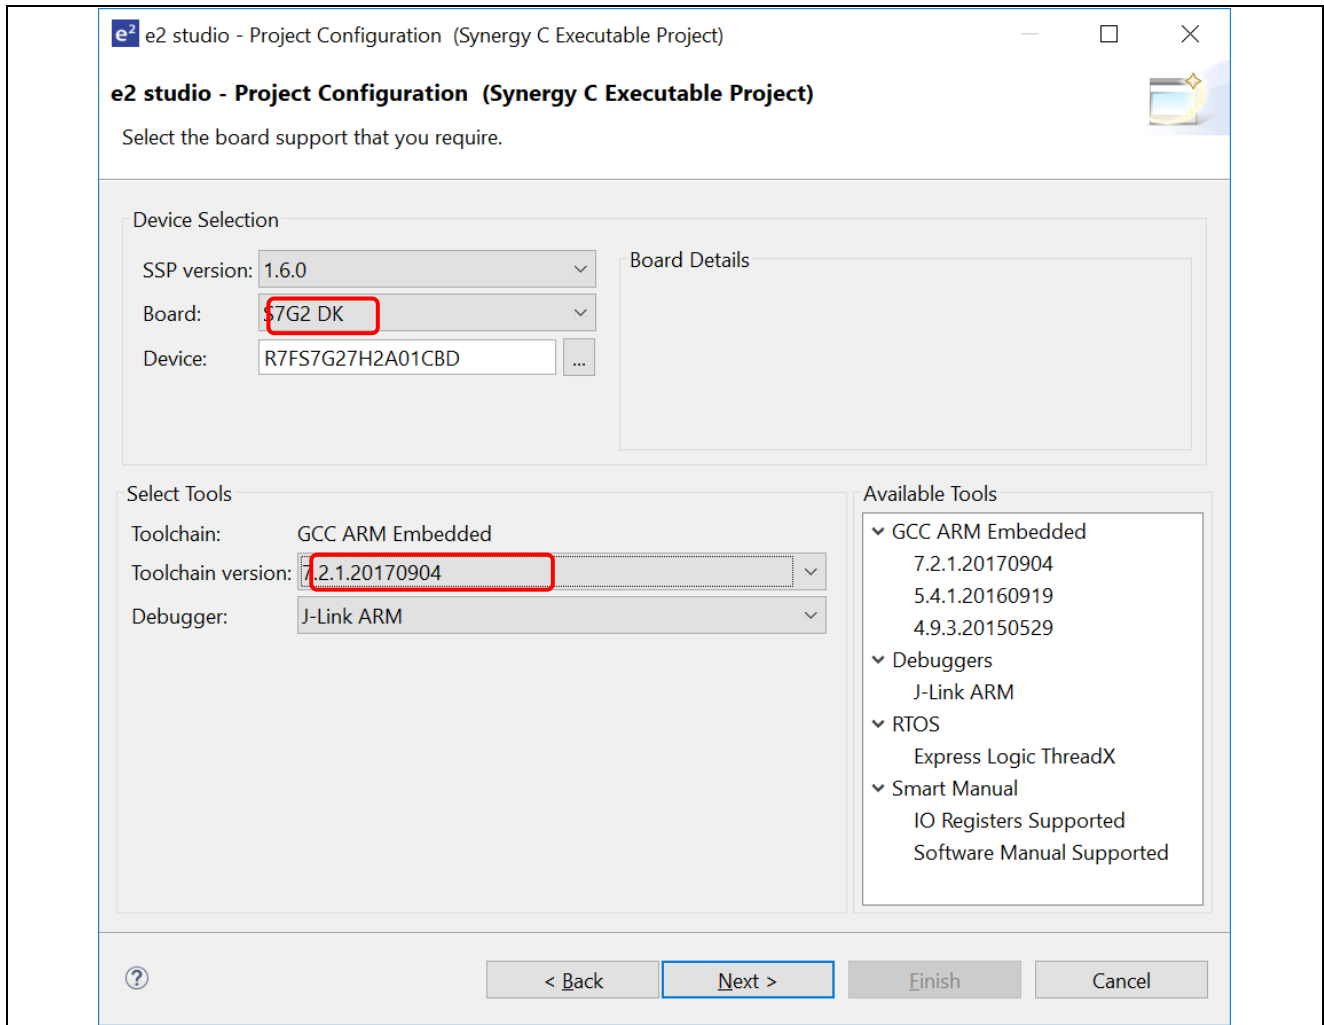 e2 e2 studio - Project Configuration (Synergy C Executable Project)
e2 studio - Project Configuration (Synergy C Executable Project)
Select the board support that you require.
Device Selection
SSP version: 1.6.0
Board: S7G2 DK
Device: R7FS7G27H2A01CBD ...
Board Details
Select Tools
Toolchain: GCC ARM Embedded
Toolchain version: 7.2.1.20170904
Debugger: J-Link ARM
Available Tools
GCC ARM Embedded
7.2.1.20170904
5.4.1.20160919
4.9.3.20150529
Debuggers
J-Link ARM
RTOS
Express Logic ThreadX
Smart Manual
IO Registers Supported
Software Manual Supported
? < Back Next > Finish Cancel